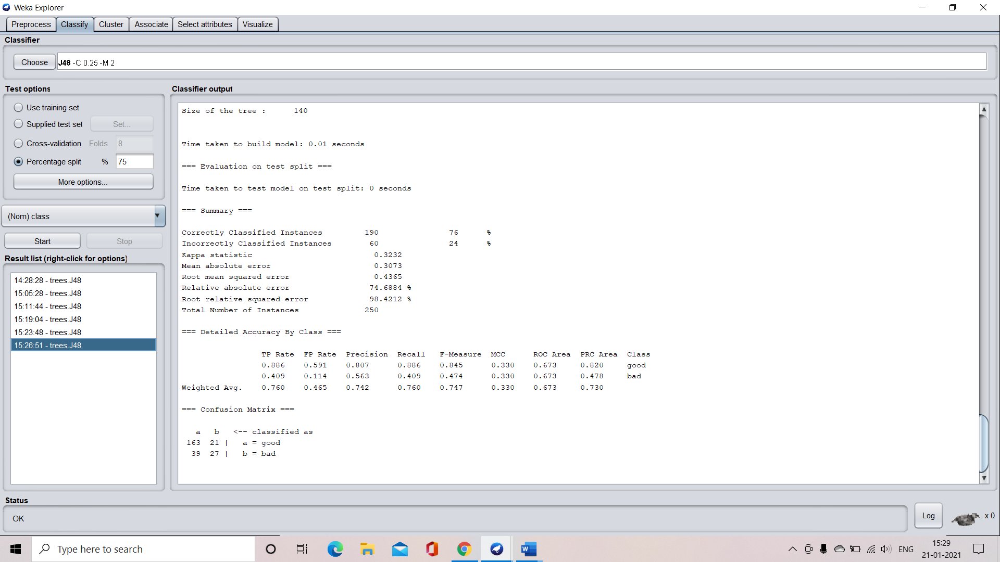 Weka Explorer
Preprocess Classify Cluster Associate Select attributes Visualize
Classifier
Choose J48 -C 0.25 -M 2
Test options
Use training set
Supplied test set Set...
Cross-validation Folds 8
Percentage split % 75
More options...
(Nom) class
Start Stop
Result list (right-click for options)
14:28:28 - trees.J48
15:05:28 - trees.J48
15:11:44 - trees.J48
15:19:04 - trees.J48
15:23:48 - trees.J48
15:26:51 - trees.J48
Classifier output
Size of the tree : 140
Time taken to build model: 0.01 seconds
=== Evaluation on test split ===
Time taken to test model on test split: 0 seconds
=== Summary ===
Correctly Classified Instances 190 76 %
Incorrectly Classified Instances 60 24 %
Kappa statistic 0.3232
Mean absolute error 0.3073
Root mean squared error 0.4365
Relative absolute error 74.6884 %
Root relative squared error 98.4212 %
Total Number of Instances 250
=== Detailed Accuracy By Class ===
TP Rate FP Rate Precision Recall F-Measure MCC ROC Area PRC Area Class
0.886 0.591 0.807 0.886 0.845 0.330 0.673 0.820 good
0.409 0.114 0.563 0.409 0.474 0.330 0.673 0.478 bad
Weighted Avg. 0.760 0.465 0.742 0.760 0.747 0.330 0.673 0.730
=== Confusion Matrix ===
a b <-- classified as
163 21 | a = good
39 27 | b = bad
Status
OK
Log
x 0
Type here to search
ENG
15:29
21-01-2021